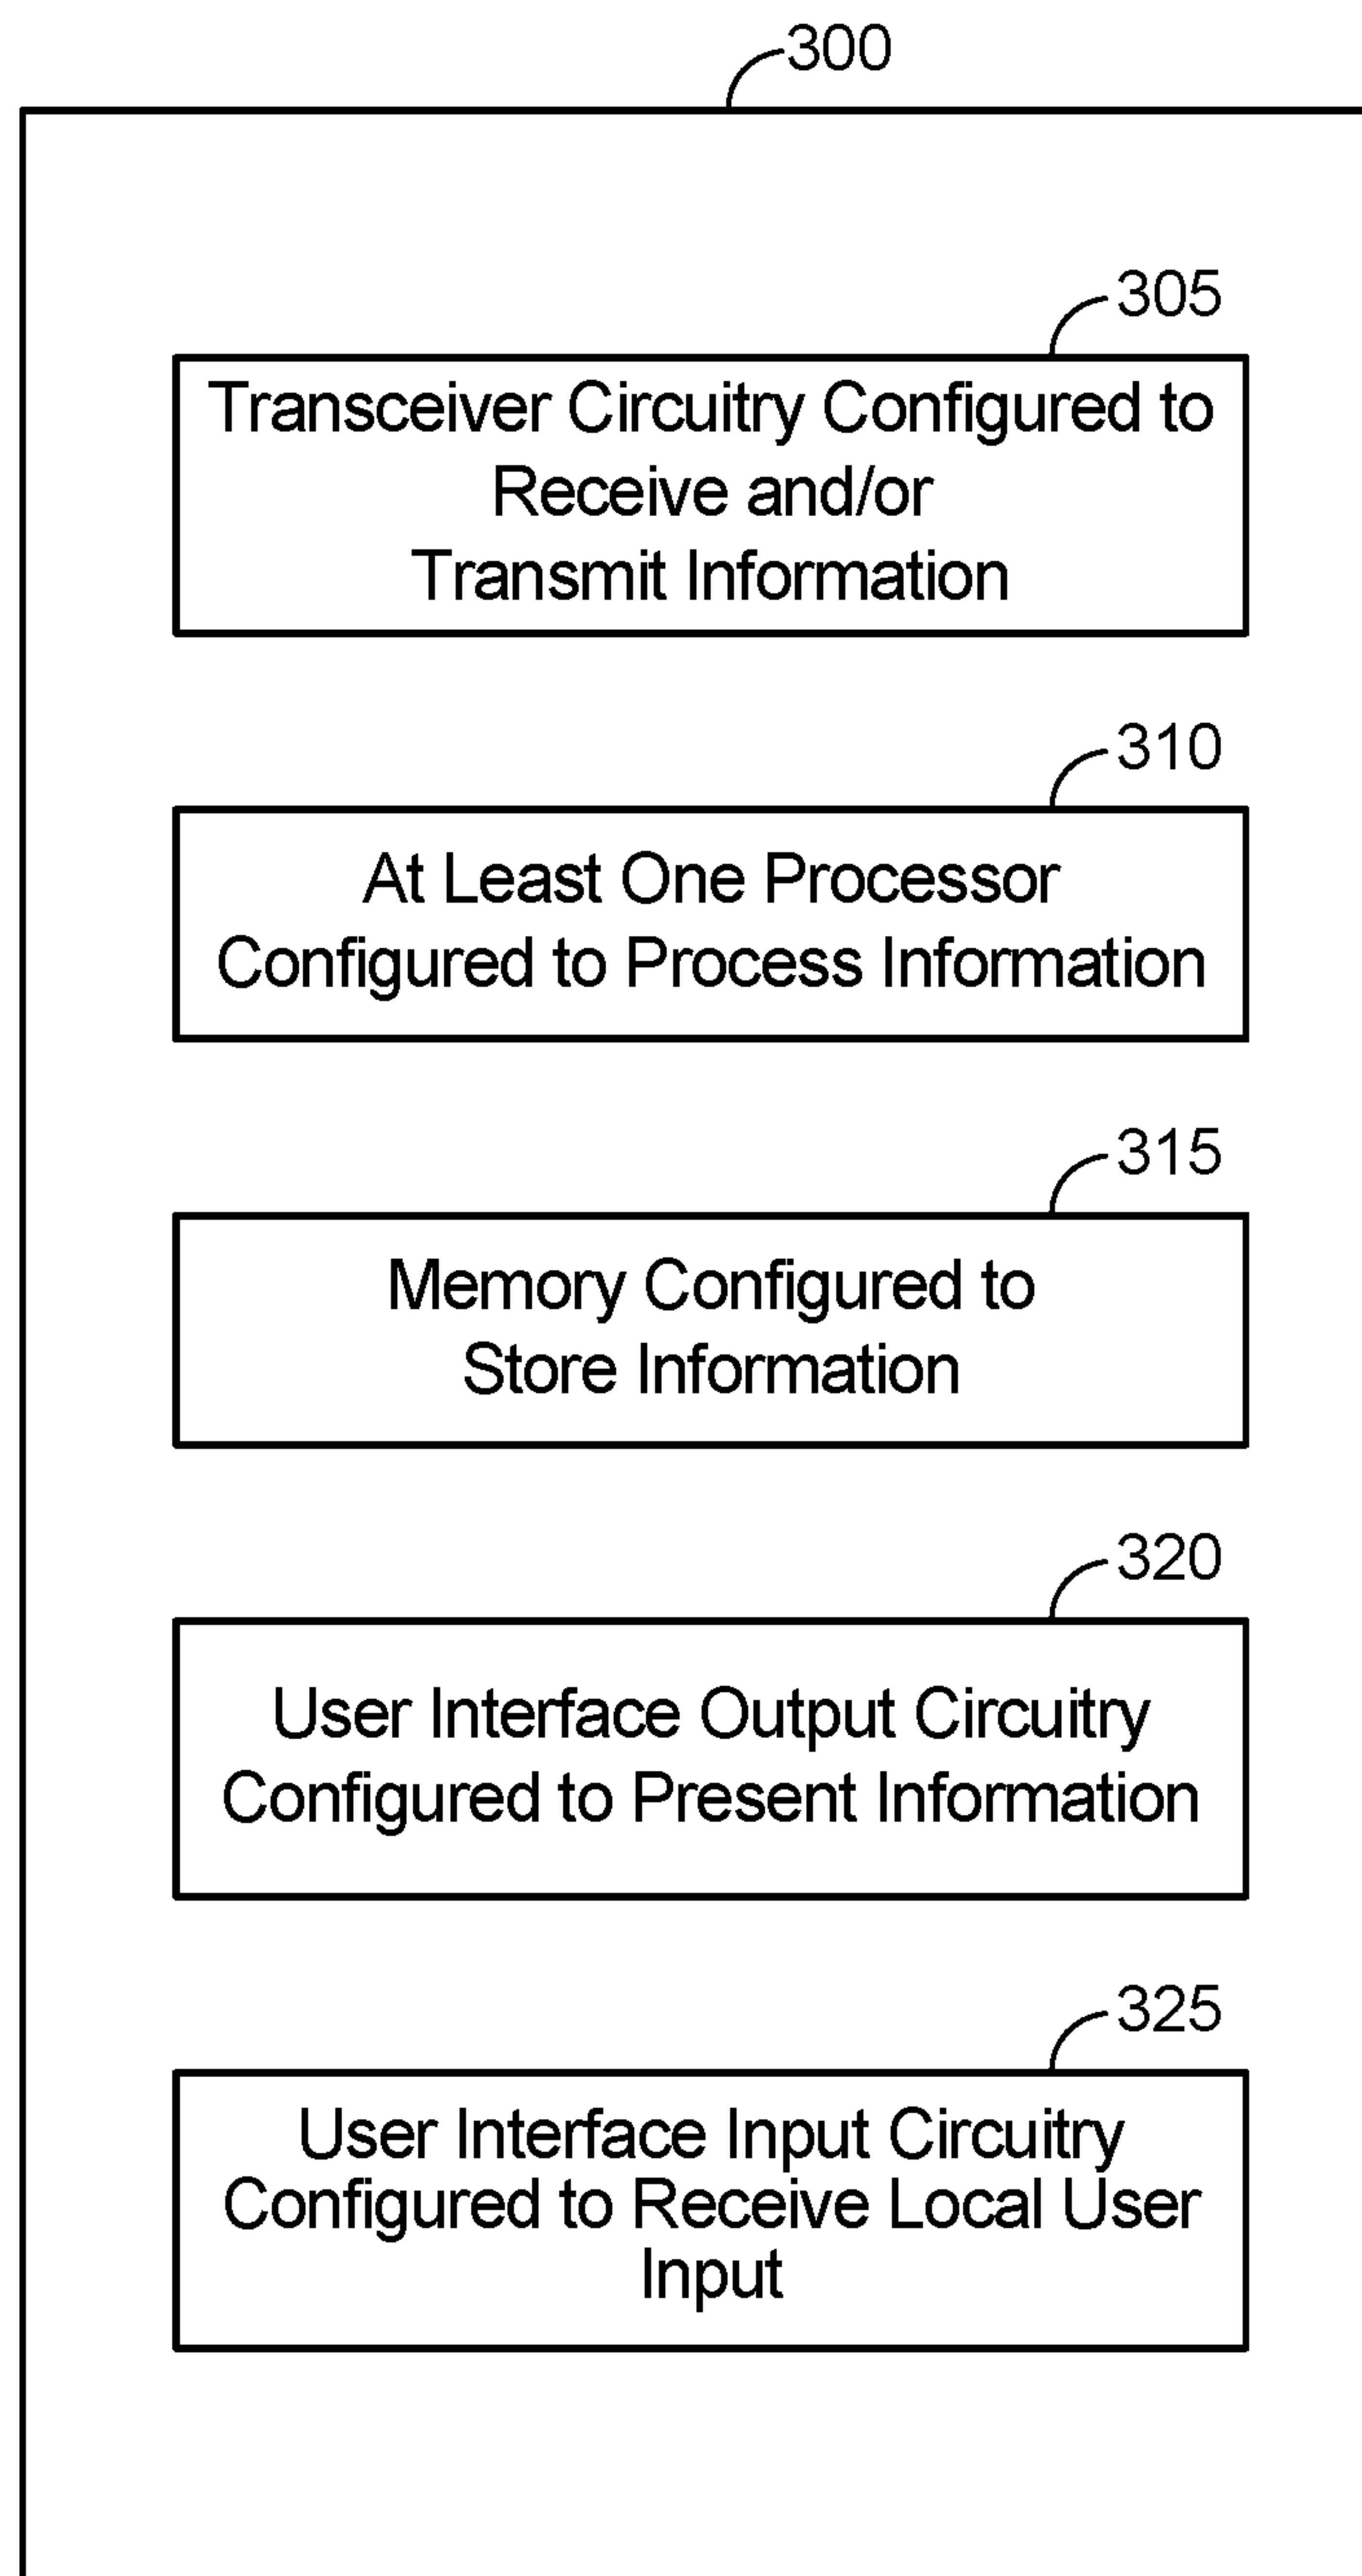 300
305
Transceiver Circuitry Configured to
Receive and/or
Transmit Information
310
At Least One Processor
Configured to Process Information
315
Memory Configured to
Store Information
320
User Interface Output Circuitry
Configured to Present Information
325
User Interface Input Circuitry
Configured to Receive Local User
Input